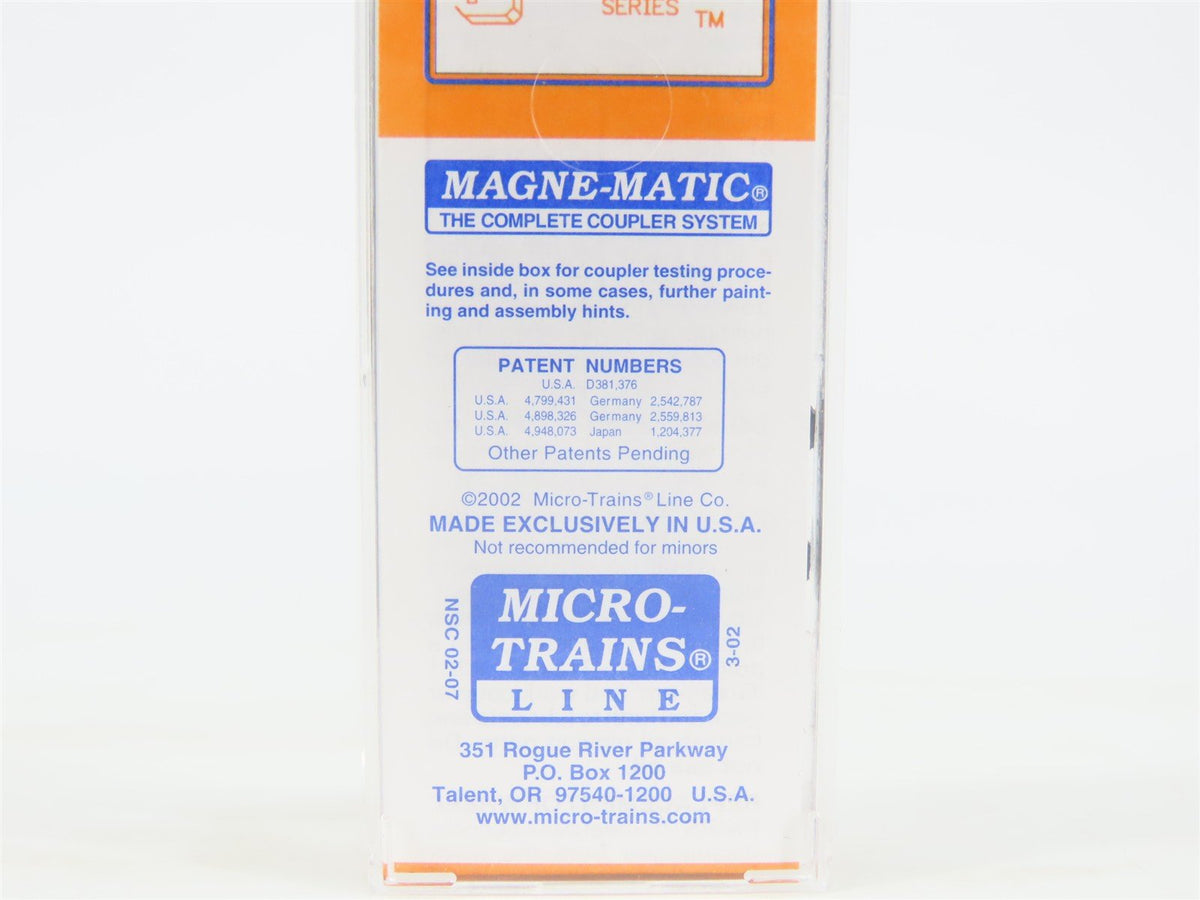 SERIES TM
MAGNE-MATIC®
THE COMPLETE COUPLER SYSTEM
See inside box for coupler testing proce-
dures and, in some cases, further paint-
ing and assembly hints.
PATENT NUMBERS
U.S.A. D381,376
U.S.A. 4,799,431 Germany 2,542,787
U.S.A. 4,898,326 Germany 2,559,813
U.S.A. 4,948,073 Japan 1,204,377
Other Patents Pending
©2002 Micro-Trains® Line Co.
MADE EXCLUSIVELY IN U.S.A.
Not recommended for minors
NSC 02-07
MICRO-
TRAINS®
LINE
3-02
351 Rogue River Parkway
P.O. Box 1200
Talent, OR 97540-1200 U.S.A.
www.micro-trains.com